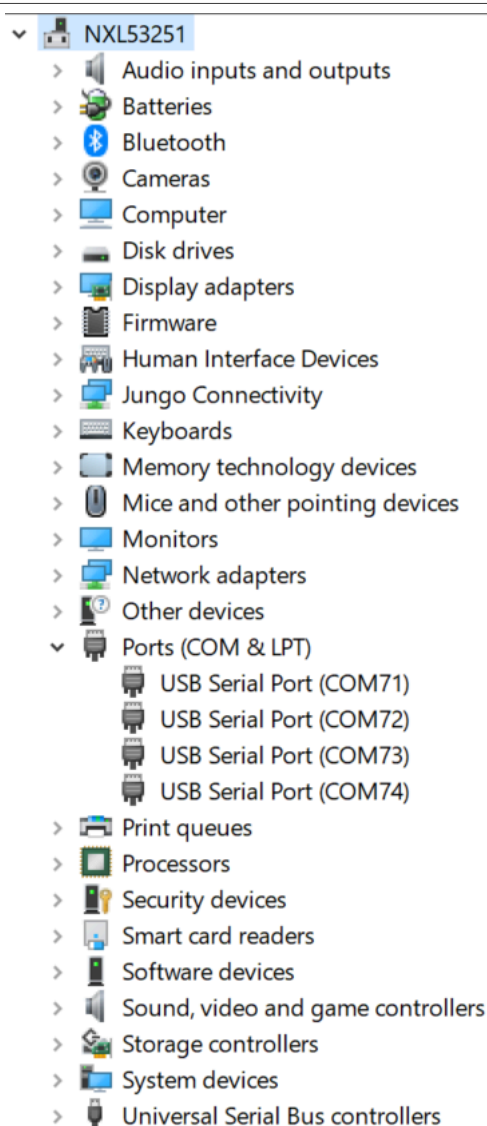 NXL53251
Audio inputs and outputs
Batteries
Bluetooth
Cameras
Computer
Disk drives
Display adapters
Firmware
Human Interface Devices
Jungo Connectivity
Keyboards
Memory technology devices
Mice and other pointing devices
Monitors
Network adapters
Other devices
Ports (COM & LPT)
USB Serial Port (COM71)
USB Serial Port (COM72)
USB Serial Port (COM73)
USB Serial Port (COM74)
Print queues
Processors
Security devices
Smart card readers
Software devices
Sound, video and game controllers
Storage controllers
System devices
Universal Serial Bus controllers